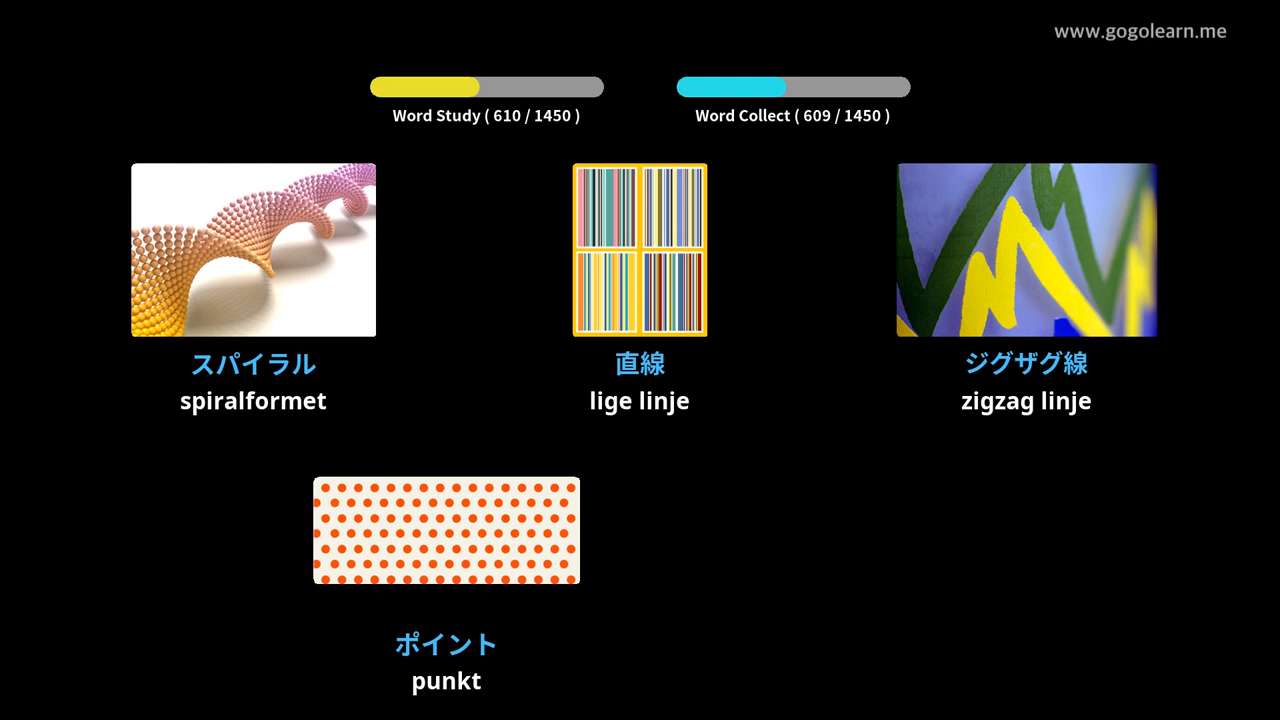 www.gogolearn.me
Word Study ( 610 / 1450 )
Word Collect ( 609 / 1450 )
スパイラル
spiralformet
直線
lige linje
ジグザグ線
zigzag linje
ポイント
punkt